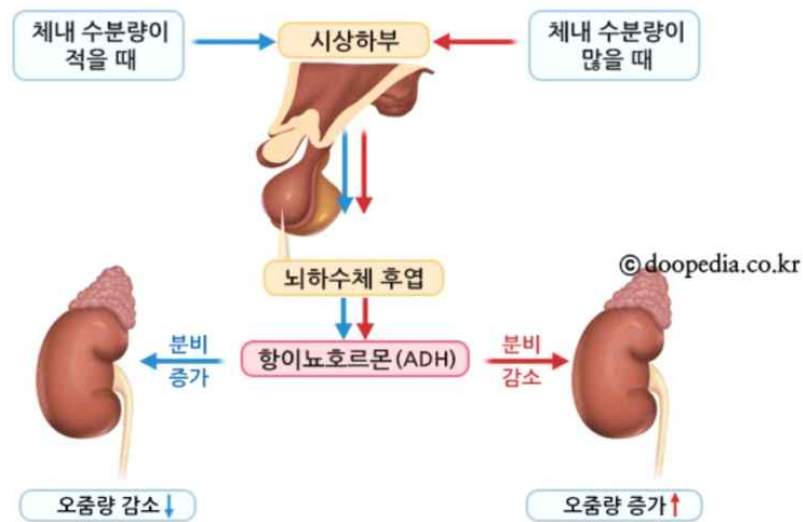 체내 수분량이
적을 때
시상하부
체내 수분량이
많을 때
뇌하수체 후엽
ⓒ doopedia.co.kr
분비
증가
항이뇨호르몬(ADH)
분비
감소
오줌량 감소↓
오줌량 증가↑